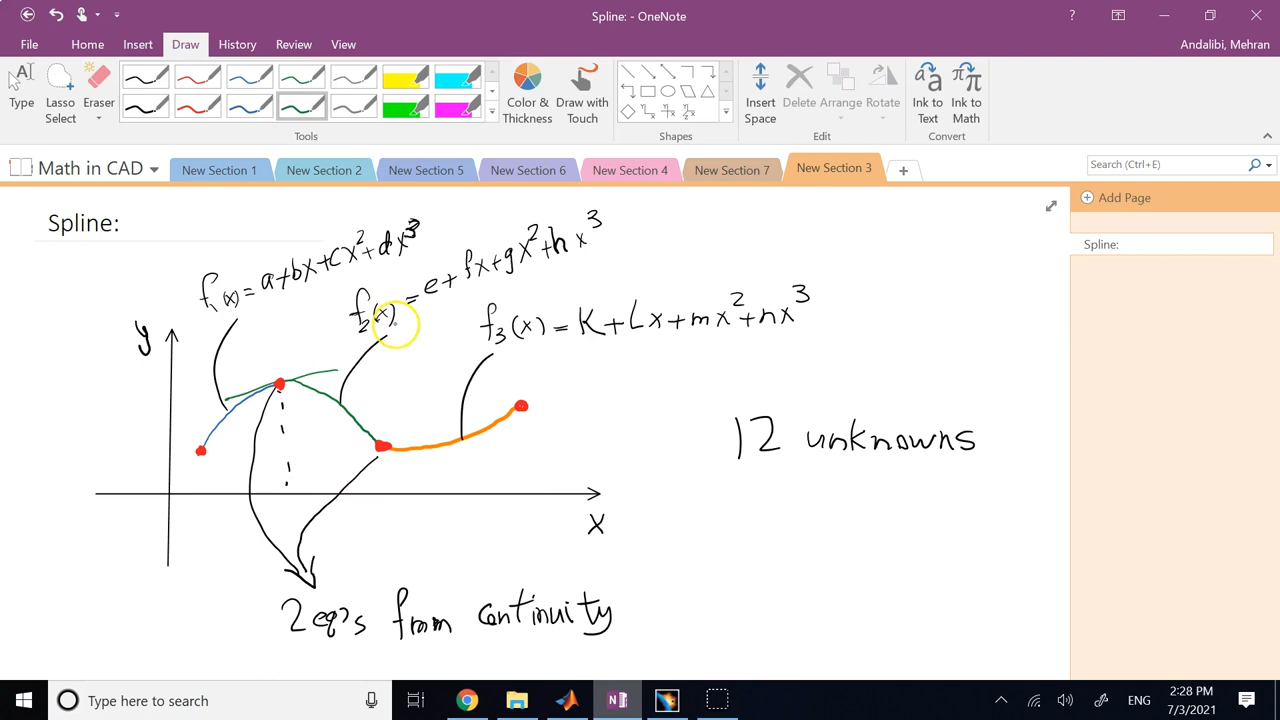 Spline: - OneNote
?
File Home Insert Draw History Review View
Andalibi, Mehran
Type Lasso Select Eraser
Color & Thickness Draw with Touch
Insert Space Delete Arrange Rotate
Ink to Text Ink to Math
Tools Shapes Edit Convert
Math in CAD New Section 1 New Section 2 New Section 5 New Section 6 New Section 4 New Section 7 New Section 3
Search (Ctrl+E)
Add Page
Spline:
Spline:
f₁(x) = a+bx+cx²+dx³
f₂(x) = e+fx+gx²+hx³
f₃(x) = K+Lx+mx²+nx³
y
12 unknowns
x
2 eq's from continuity
Type here to search
ENG
2:28 PM
7/3/2021